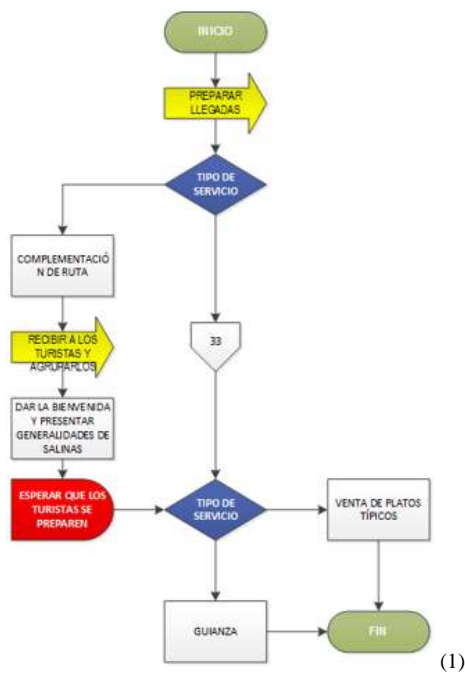 INICIO
PREPARAR
LLEGADAS
TIPO DE
SERVICIO
COMPLEMENTACIÓ
N DE RUTA
33
RECIBIR A LOS
TURISTAS Y
AGRUPARLOS
DAR LA BIENVENIDA
Y PRESENTAR
GENERALIDADES DE
SALINAS
ESPERAR QUE LOS
TURISTAS SE
PREPAREN
TIPO DE
SERVICIO
VENTA DE PLATOS
TÍPICOS
GUIANZA
FIN
(1)